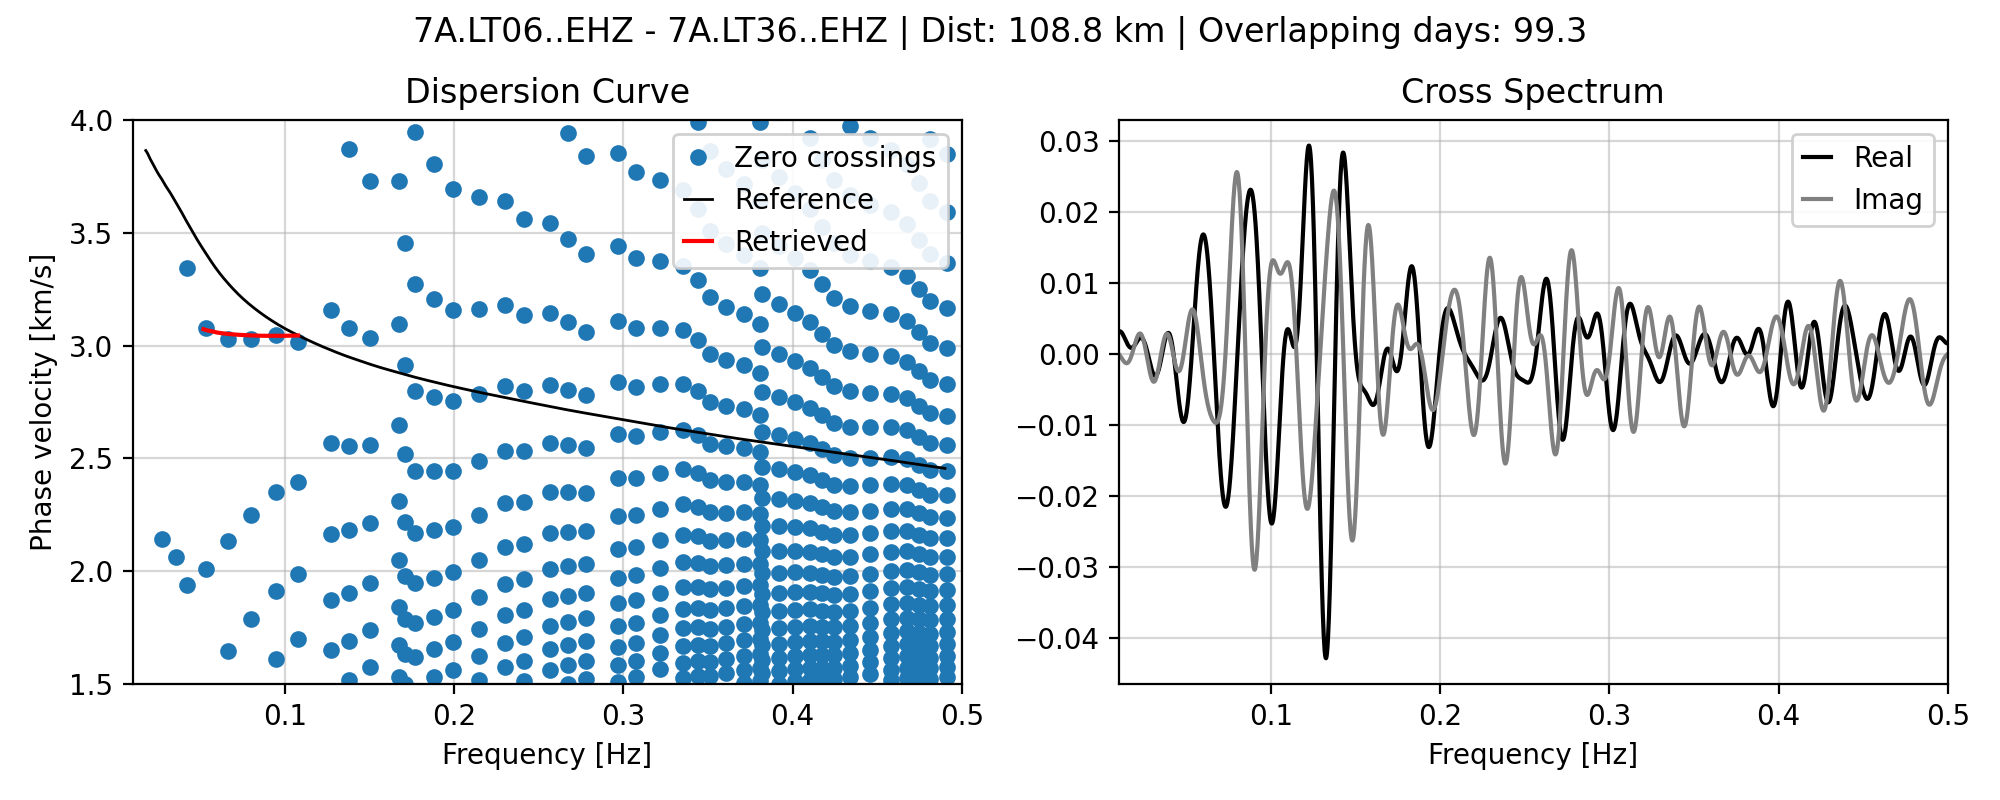 7A.LT06..EHZ - 7A.LT36..EHZ | Dist: 108.8 km | Overlapping days: 99.3
Dispersion Curve
Phase velocity [km/s]
4.0
3.5
3.0
2.5
2.0
1.5
0.1
0.2
0.3
0.4
0.5
Frequency [Hz]
Zero crossings
Reference
Retrieved
Cross Spectrum
0.03
0.02
0.01
0.00
−0.01
−0.02
−0.03
−0.04
0.1
0.2
0.3
0.4
0.5
Frequency [Hz]
Real
Imag